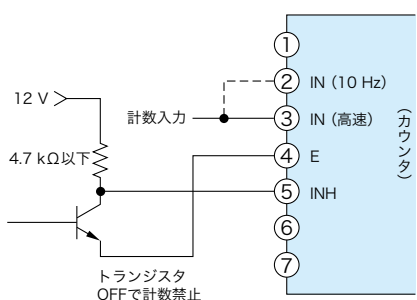 ①
② IN (10 Hz)
12 V
計数入力
③ IN (高速)
(カウンタ)
4.7 kΩ以下
④ E
⑤ INH
⑥
⑦
トランジスタ
OFFで計数禁止